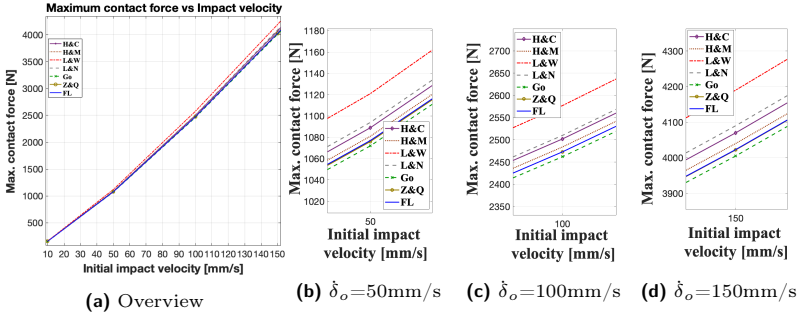 Maximum contact force vs Impact velocity
Max. contact force [N]
4500
4000
3500
3000
2500
2000
1500
1000
500
H&C
H&M
L&W
L&N
Go
Z&Q
FL
10 20 30 40 50 60 70 80 90 100 110 120 130 140 150
Initial impact velocity [mm/s]
(a) Overview
Max. contact force [N]
1180
1160
1140
1120
1100
1080
1060
1040
1020
H&C
H&M
L&W
L&N
Go
Z&Q
FL
50
Initial impact
velocity [mm/s]
(b) δ̇ₒ=50mm/s
Max. contact force [N]
2700
2650
2600
2550
2500
2450
2400
2350
H&C
H&M
L&W
L&N
Go
Z&Q
FL
100
Initial impact
velocity [mm/s]
(c) δ̇ₒ=100mm/s
Max. contact force [N]
4300
4200
4100
4000
3900
H&C
H&M
L&W
L&N
Go
Z&Q
FL
150
Initial impact
velocity [mm/s]
(d) δ̇ₒ=150mm/s